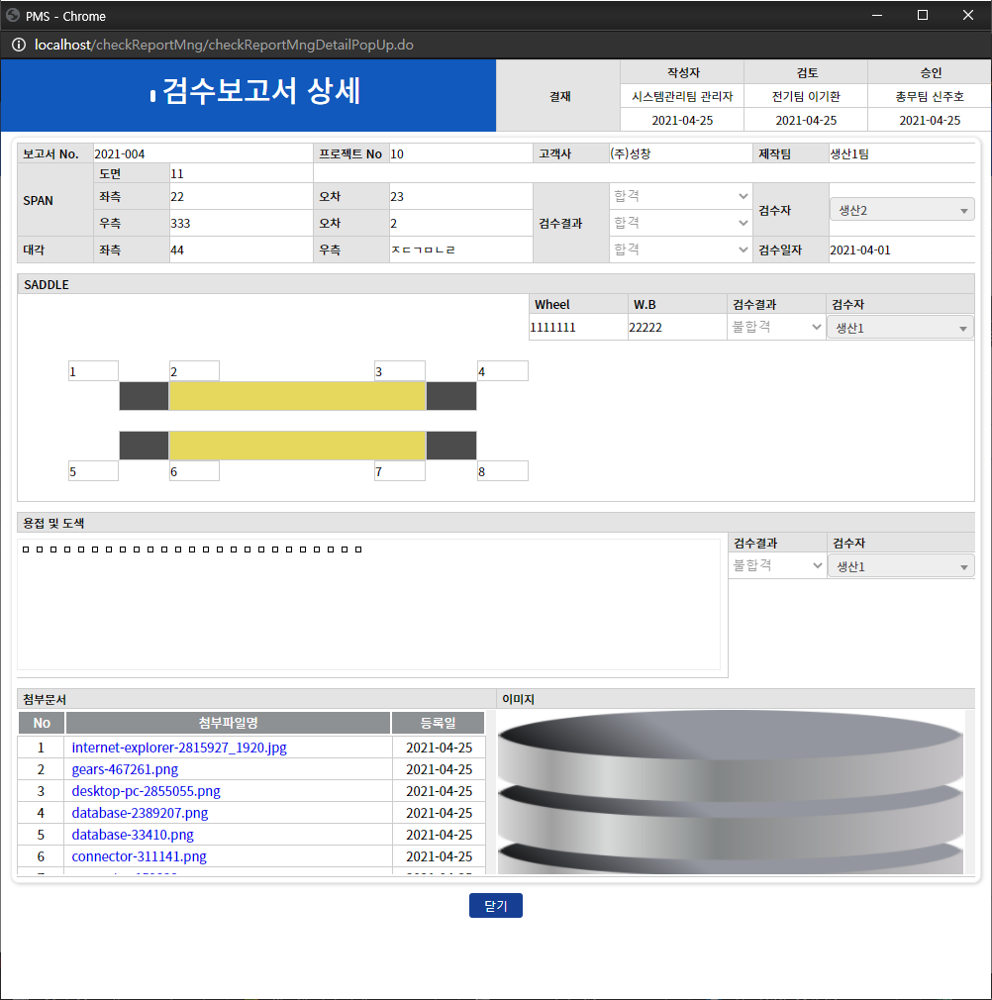 PMS - Chrome
localhost/checkReportMng/checkReportMngDetailPopUp.do
검수보고서 상세
결재 작성자 검토 승인
시스템관리팀 관리자 전기팀 이기환 총무팀 신주호
2021-04-25 2021-04-25 2021-04-25
보고서 No. 2021-004 프로젝트 No 10 고객사 (주)성창 제작팀 생산1팀
SPAN 도면 11
좌측 22 오차 23 검수결과 합격 검수자 생산2
우측 333 오차 2 합격
대각 좌측 44 우측 ㅈㄷㄱㅁㄴㄹ 합격 검수일자 2021-04-01
SADDLE
Wheel W.B 검수결과 검수자
1111111 22222 불합격 생산1
1 2 3 4
5 6 7 8
용접 및 도색
검수결과 검수자
ㅁ ㅁ ㅁ ㅁ ㅁ ㅁ ㅁ ㅁ ㅁ ㅁ ㅁ ㅁ ㅁ ㅁ ㅁ ㅁ ㅁ ㅁ ㅁ ㅁ ㅁ ㅁ ㅁ ㅁ ㅁ
불합격 생산1
첨부문서 이미지
No 첨부파일명 등록일
1 internet-explorer-2815927_1920.jpg 2021-04-25
2 gears-467261.png 2021-04-25
3 desktop-pc-2855055.png 2021-04-25
4 database-2389207.png 2021-04-25
5 database-33410.png 2021-04-25
6 connector-311141.png 2021-04-25
닫기